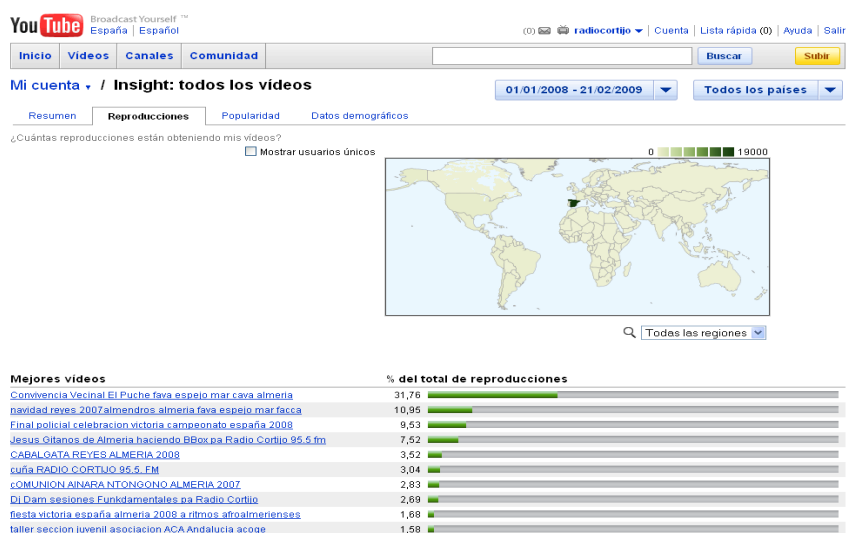 You Tube Broadcast Yourself ™
España | Español
(0) radiocortijo | Cuenta | Lista rápida (0) | Ayuda | Salir
Inicio Vídeos Canales Comunidad Buscar Subir
Mi cuenta / Insight: todos los vídeos 01/01/2008 - 21/02/2009 Todos los países
Resumen Reproducciones Popularidad Datos demográficos
¿Cuántas reproducciones están obteniendo mis vídeos?
Mostrar usuarios únicos 0 19000
Todas las regiones
Mejores vídeos % del total de reproducciones
Convivencia Vecinal El Puche fava espejo mar cava almeria 31,76
navidad reyes 2007almendros almeria fava espejo mar facca 10,95
Final policial celebracion victoria campeonato españa 2008 9,53
Jesus Gitanos de Almeria haciendo BBox pa Radio Cortijo 95.5 fm 7,52
CABALGATA REYES ALMERIA 2008 3,52
cuña RADIO CORTIJO 95.5. FM 3,04
cOMUNION AINARA NTONGONO ALMERIA 2007 2,83
Dj Dam sesiones Funkdamentales pa Radio Cortijo 2,69
fiesta victoria españa almeria 2008 a ritmos afroalmerienses 1,68
taller seccion juvenil asociacion ACA Andalucia acoge 1,58